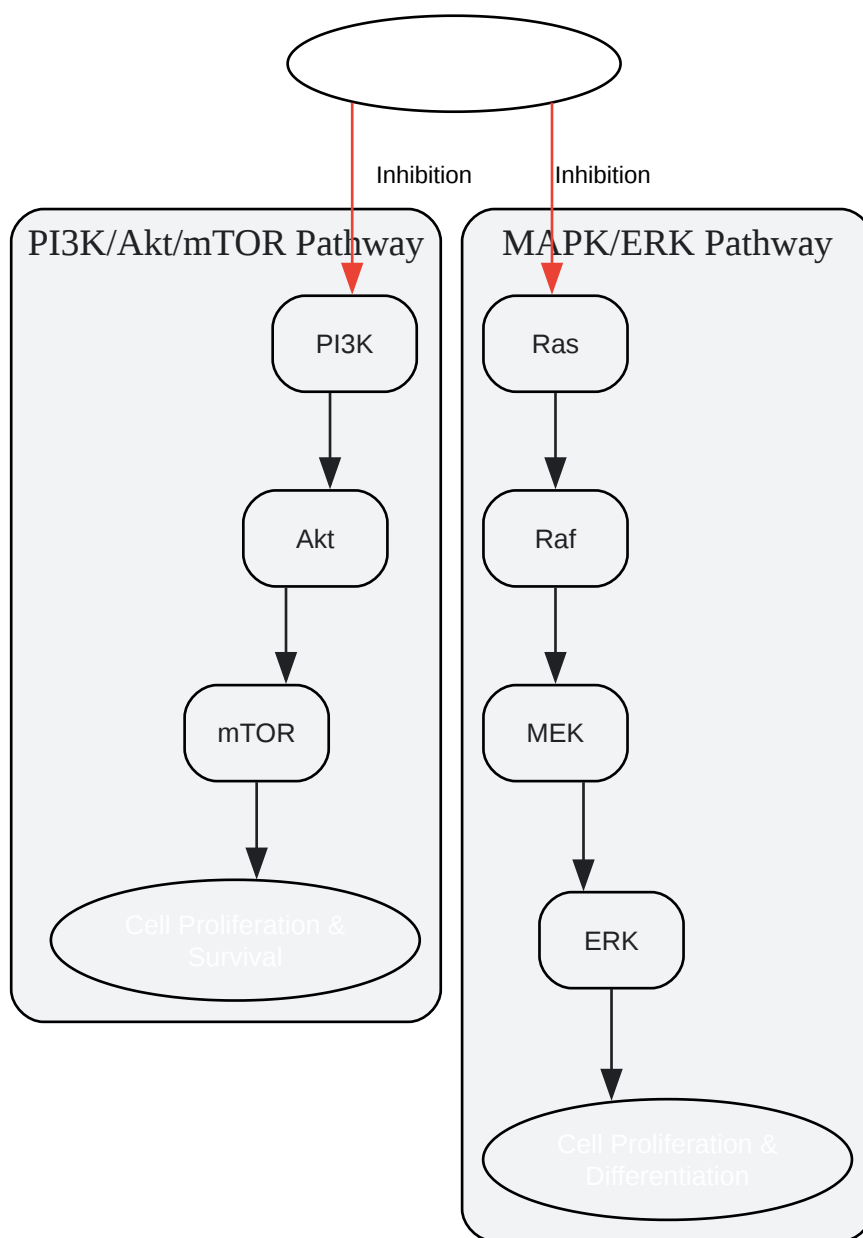 Inhibition
Inhibition
PI3K/Akt/mTOR Pathway
PI3K
Akt
mTOR
Cell Proliferation &
Survival
MAPK/ERK Pathway
Ras
Raf
MEK
ERK
Cell Proliferation &
Differentiation